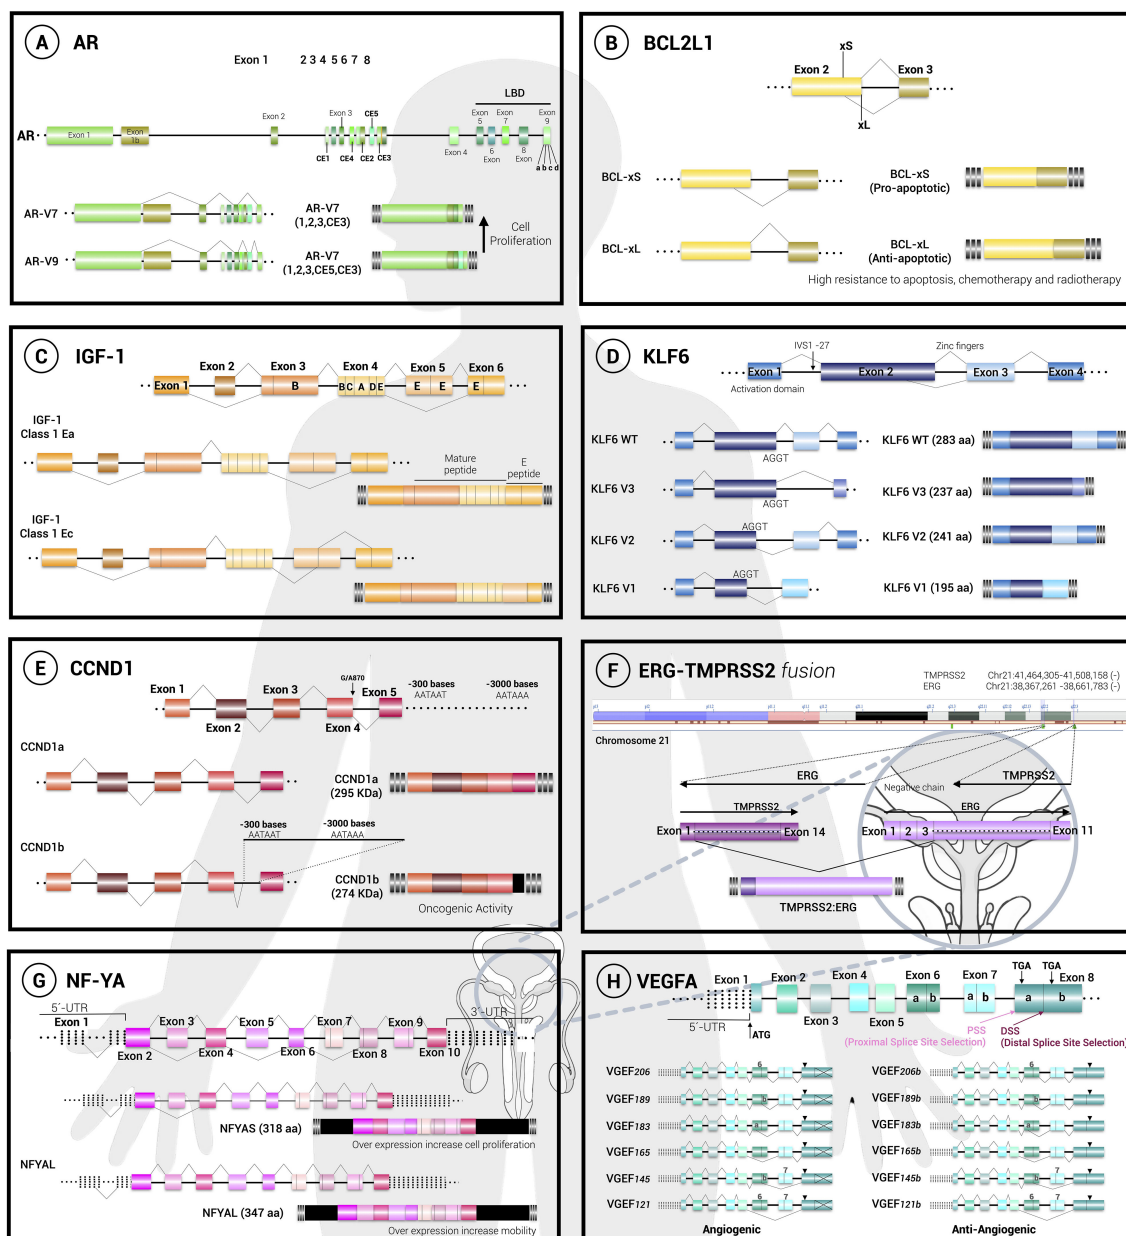 A AR
Exon 1 2 3 4 5 6 7 8
LBD
Exon 2
Exon 3
CE5
Exon 5
Exon 7
Exon 9
AR
Exon 1
Exon 1b
CE1
CE4
CE2
CE3
Exon 4
6 Exon
8 Exon
a b c d
AR-V7
AR-V7
(1,2,3,CE3)
Cell
Proliferation
AR-V9
AR-V7
(1,2,3,CE5,CE3)
B BCL2L1
xS
Exon 2
Exon 3
xL
BCL-xS
BCL-xS
(Pro-apoptotic)
BCL-xL
BCL-xL
(Anti-apoptotic)
High resistance to apoptosis, chemotherapy and radiotherapy
C IGF-1
Exon 1
Exon 2
Exon 3
Exon 4
Exon 5
Exon 6
B
B C A D E
E E
E
IGF-1
Class 1 Ea
Mature
peptide
E
peptide
IGF-1
Class 1 Ec
D KLF6
IVS1 -27
Zinc fingers
Exon 1
Exon 2
Exon 3
Exon 4
Activation domain
KLF6 WT
AGGT
KLF6 WT (283 aa)
KLF6 V3
AGGT
KLF6 V3 (237 aa)
KLF6 V2
AGGT
KLF6 V2 (241 aa)
KLF6 V1
AGGT
KLF6 V1 (195 aa)
E CCND1
Exon 1
Exon 2
Exon 3
Exon 4
G/A870
Exon 5
-300 bases
AATAAT
-3000 bases
AATAAA
CCND1a
CCND1a
(295 KDa)
-300 bases
AATAAT
-3000 bases
AATAAA
CCND1b
CCND1b
(274 KDa)
Oncogenic Activity
F ERG-TMPRSS2 fusion
TMPRSS2 Chr21:41,464,305-41,508,158 (-)
ERG Chr21:38,367,261 -38,661,783 (-)
Chromosome 21
ERG
Negative chain
TMPRSS2
TMPRSS2
ERG
Exon 1
Exon 14
Exon 1 2 3
Exon 11
TMPRSS2:ERG
G NF-YA
5´-UTR
3´-UTR
Exon 1
Exon 2
Exon 3
Exon 4
Exon 5
Exon 6
Exon 7
Exon 8
Exon 9
Exon 10
NFYAS (318 aa)
Over expression increase cell proliferation
NFYAL
NFYAL (347 aa)
Over expression increase mobility
H VEGFA
Exon 1
Exon 2
Exon 3
Exon 4
Exon 5
Exon 6
Exon 7
TGA TGA
Exon 8
a b
a b
a b
5´-UTR
ATG
PSS
(Proximal Splice Site Selection)
DSS
(Distal Splice Site Selection)
VGEF206
6
VGEF206b
6
VGEF189
b
VGEF189b
b
VGEF183
a
VGEF183b
a
VGEF165
VGEF165b
VGEF145
b 7
VGEF145b
b 7
VGEF121
6 7
VGEF121b
6 7
Angiogenic
Anti-Angiogenic